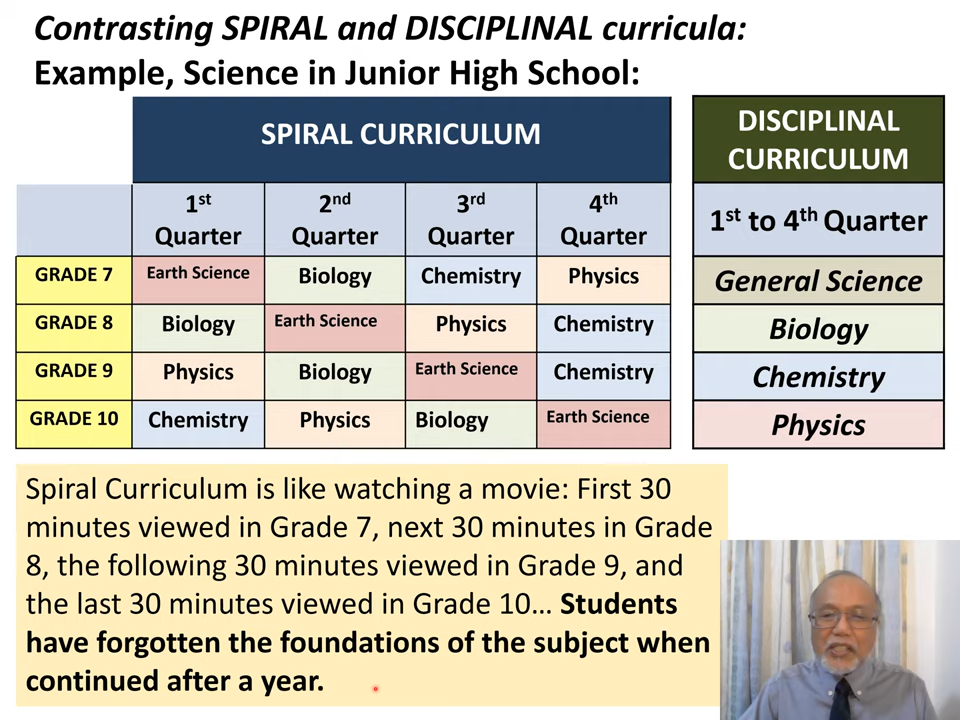 Contrasting SPIRAL and DISCIPLINAL curricula:
Example, Science in Junior High School:
SPIRAL CURRICULUM
DISCIPLINAL
CURRICULUM
1st
Quarter
2nd
Quarter
3rd
Quarter
4th
Quarter
1st to 4th Quarter
GRADE 7
Earth Science
Biology
Chemistry
Physics
General Science
GRADE 8
Biology
Earth Science
Physics
Chemistry
Biology
GRADE 9
Physics
Biology
Earth Science
Chemistry
Chemistry
GRADE 10
Chemistry
Physics
Biology
Earth Science
Physics
Spiral Curriculum is like watching a movie: First 30
minutes viewed in Grade 7, next 30 minutes in Grade
8, the following 30 minutes viewed in Grade 9, and
the last 30 minutes viewed in Grade 10… Students
have forgotten the foundations of the subject when
continued after a year.